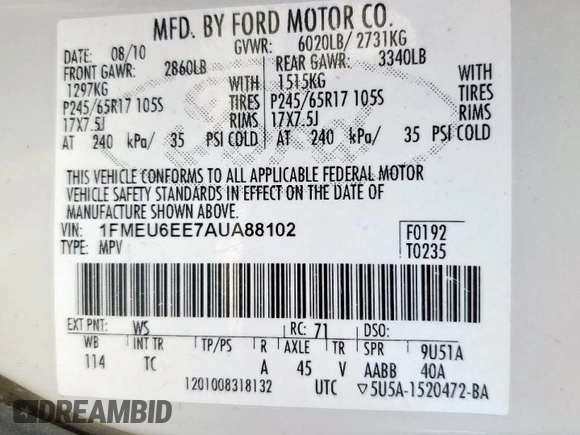 MFD. BY FORD MOTOR CO.
DATE: 08/10 GVWR: 6020LB/ 2731KG
FRONT GAWR: 2860LB REAR GAWR: 3340LB
1297KG WITH 1515KG WITH
P245/65R17 105S TIRES P245/65R17 105S TIRES
17X7.5J RIMS 17X7.5J RIMS
AT 240 kPa/ 35 PSI COLD AT 240 kPa/ 35 PSI COLD
THIS VEHICLE CONFORMS TO ALL APPLICABLE FEDERAL MOTOR
VEHICLE SAFETY STANDARDS IN EFFECT ON THE DATE OF
MANUFACTURE SHOWN ABOVE.
VIN: 1FMEU6EE7AUA88102 F0192
TYPE: MPV T0235
EXT PNT: WS RC: 71 DSO:
WB INT TR TP/PS R AXLE TR SPR 9U51A
114 TC A 45 V AABB 40A
1201008318132 UTC ▽5U5A-1520472-BA
DREAMBID